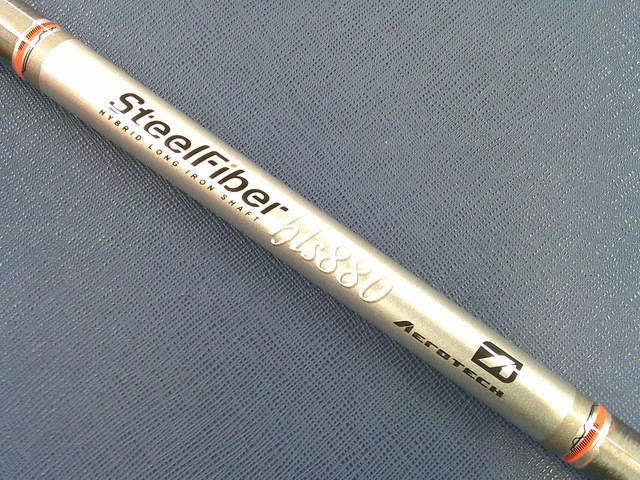 SteelFiber hls880
HYBRID LONG IRON SHAFT
AEROTECH